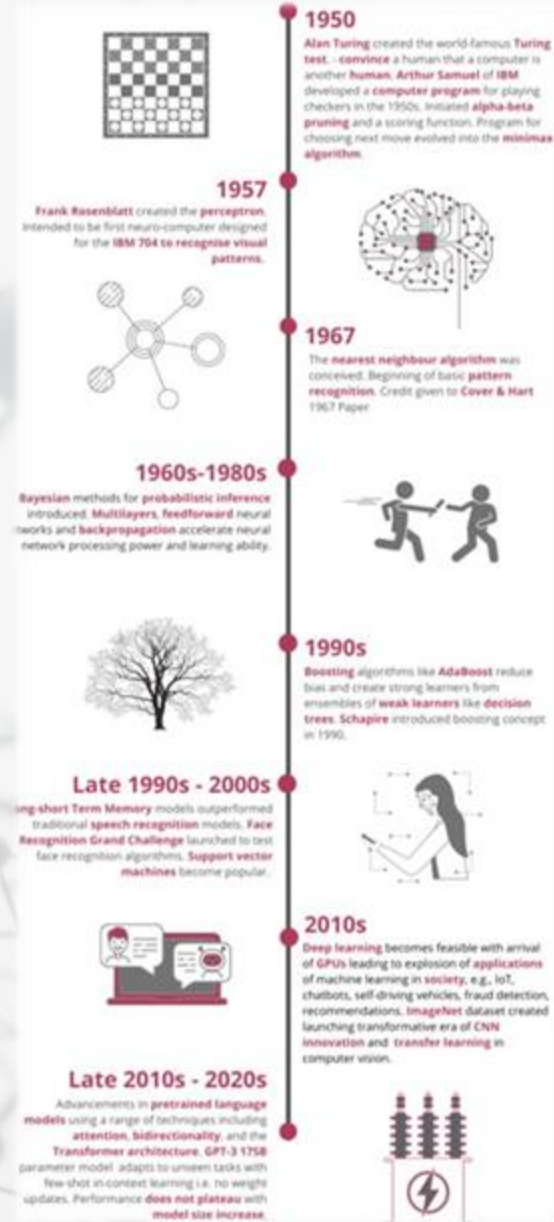 1950
Alan Turing created the world-famous Turing
test. - convince a human that a computer is
another human. Arthur Samuel of IBM
developed a computer program for playing
checkers in the 1950s. Initiated alpha-beta
pruning and a scoring function. Program for
choosing next move evolved into the minimax
algorithm.
1957
Frank Rosenblatt created the perceptron.
Intended to be first neuro-computer designed
for the IBM 704 to recognise visual
patterns.
1967
The nearest neighbour algorithm was
conceived. Beginning of basic pattern
recognition. Credit given to Cover & Hart
1967 Paper
1960s-1980s
Bayesian methods for probabilistic inference
introduced. Multilayers, feedforward neural
tworks and backpropagation accelerate neural
network processing power and learning ability.
1990s
Boosting algorithms like AdaBoost reduce
bias and create strong learners from
ensembles of weak learners like decision
trees. Schapire introduced boosting concept
in 1990.
Late 1990s - 2000s
ong-short Term Memory models outperformed
traditional speech recognition models. Face
Recognition Grand Challenge launched to test
face recognition algorithms. Support vector
machines become popular.
2010s
Deep learning becomes feasible with arrival
of GPUs leading to explosion of applications
of machine learning in society, e.g., IoT,
chatbots, self-driving vehicles, fraud detection,
recommendations. ImageNet dataset created
launching transformative era of CNN
innovation and transfer learning in
computer vision.
Late 2010s - 2020s
Advancements in pretrained language
models using a range of techniques including
attention, bidirectionality, and the
Transformer architecture. GPT-3 175B
parameter model adapts to unseen tasks with
few-shot in-context learning i.e. no weight
updates. Performance does not plateau with
model size increase.